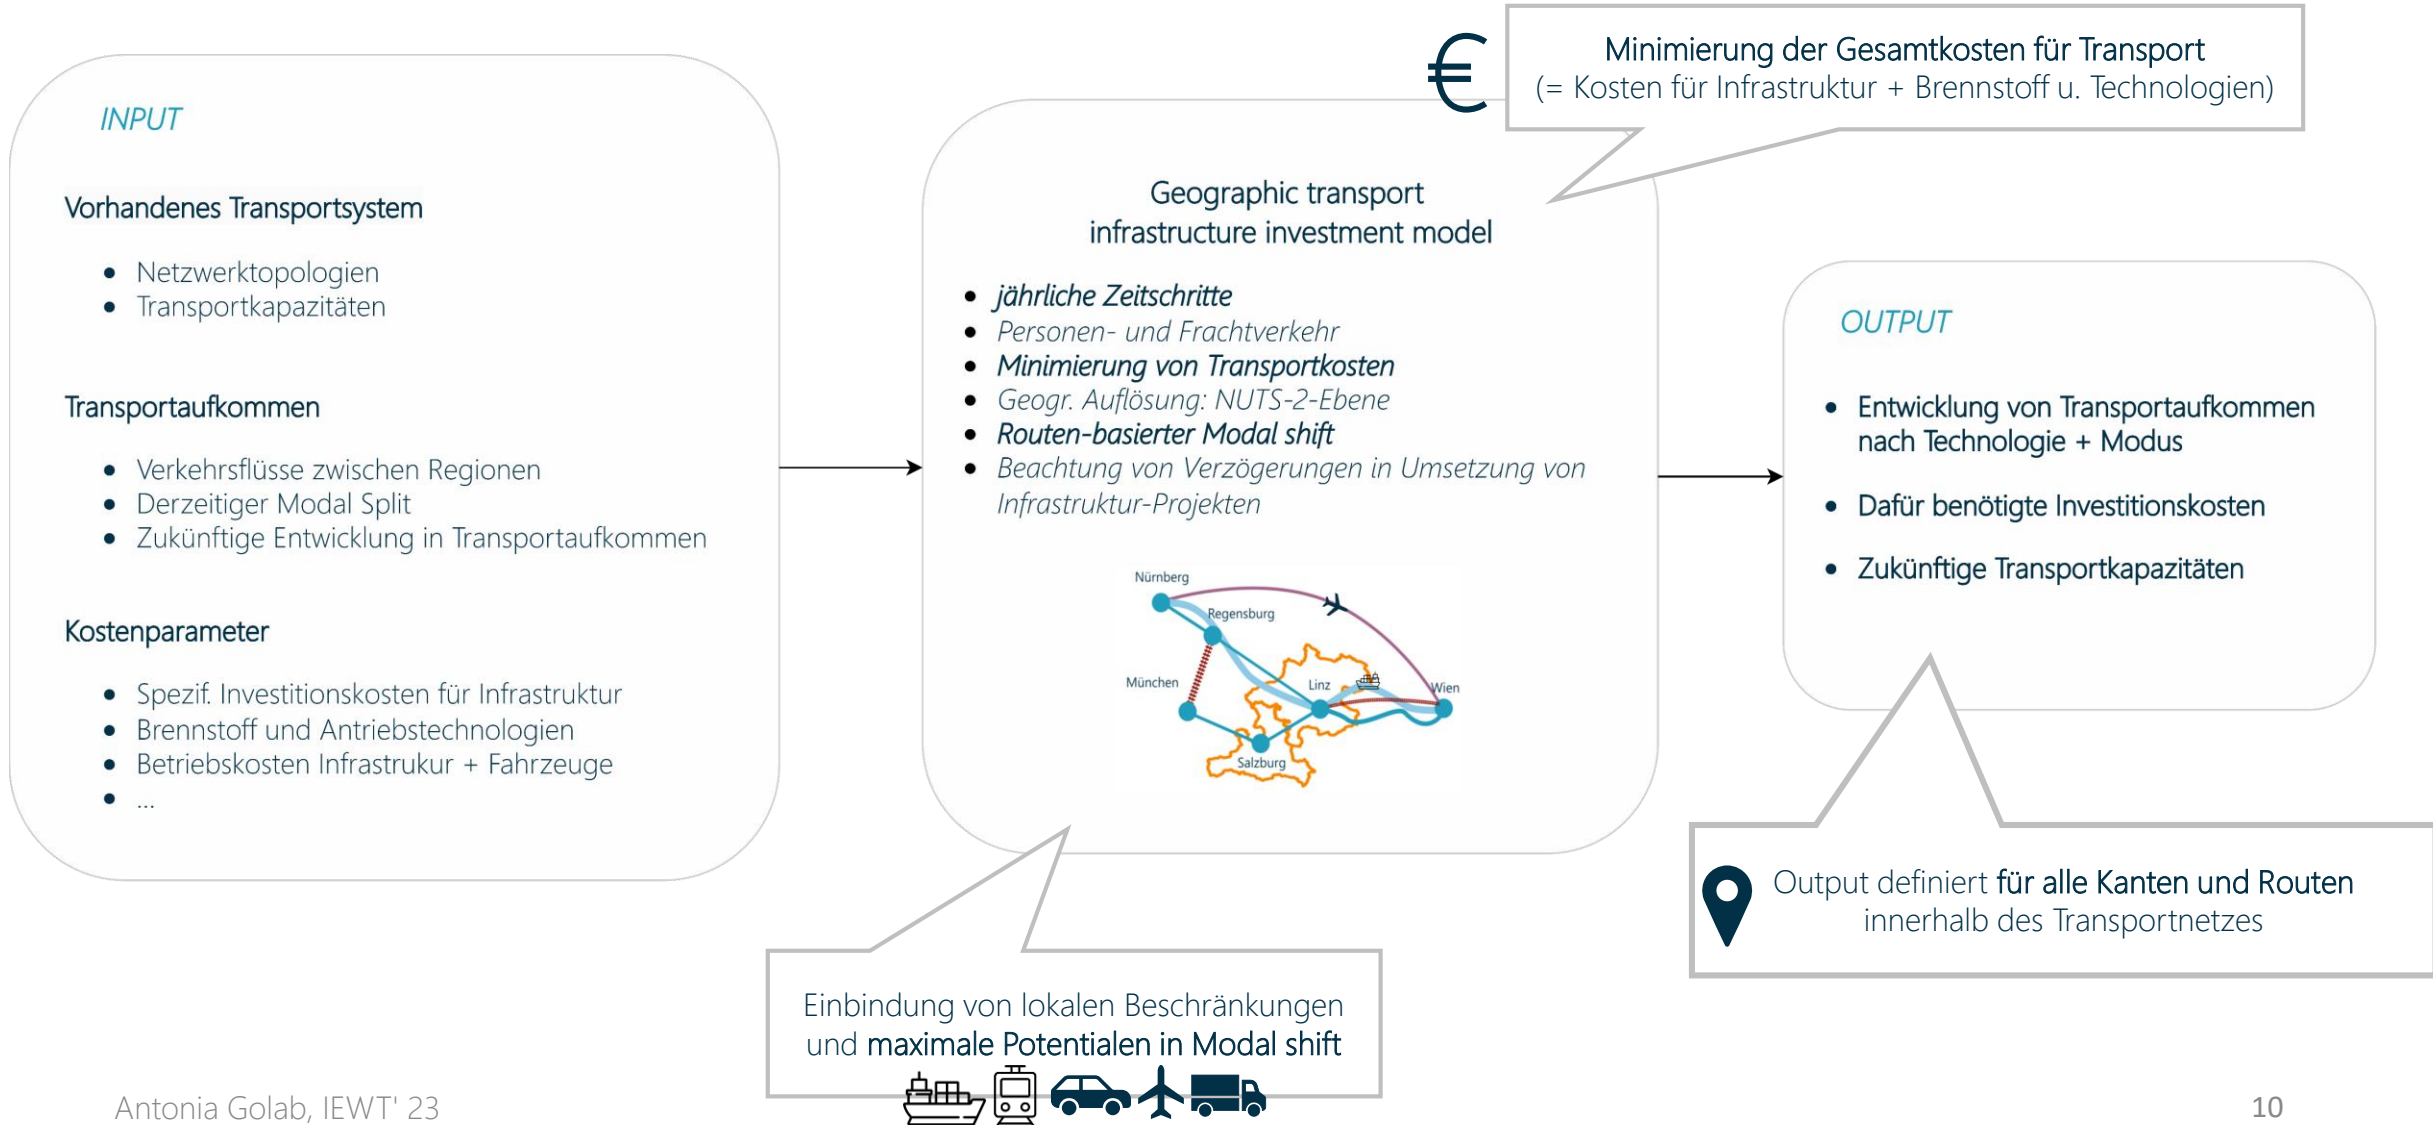 €
Minimierung der Gesamtkosten für Transport
(= Kosten für Infrastruktur + Brennstoff u. Technologien)
INPUT
Vorhandenes Transportsystem
• Netzwerktopologien
• Transportkapazitäten
Transportaufkommen
• Verkehrsflüsse zwischen Regionen
• Derzeitiger Modal Split
• Zukünftige Entwicklung in Transportaufkommen
Kostenparameter
• Spezif. Investitionskosten für Infrastruktur
• Brennstoff und Antriebstechnologien
• Betriebskosten Infrastrukur + Fahrzeuge
• ...
Geographic transport
infrastructure investment model
• jährliche Zeitschritte
• Personen- und Frachtverkehr
• Minimierung von Transportkosten
• Geogr. Auflösung: NUTS-2-Ebene
• Routen-basierter Modal shift
• Beachtung von Verzögerungen in Umsetzung von
Infrastruktur-Projekten
Nürnberg
Regensburg
München
Linz
Wien
Salzburg
OUTPUT
• Entwicklung von Transportaufkommen
nach Technologie + Modus
• Dafür benötigte Investitionskosten
• Zukünftige Transportkapazitäten
Output definiert für alle Kanten und Routen
innerhalb des Transportnetzes
Einbindung von lokalen Beschränkungen
und maximale Potentialen in Modal shift
Antonia Golab, IEWT' 23
10